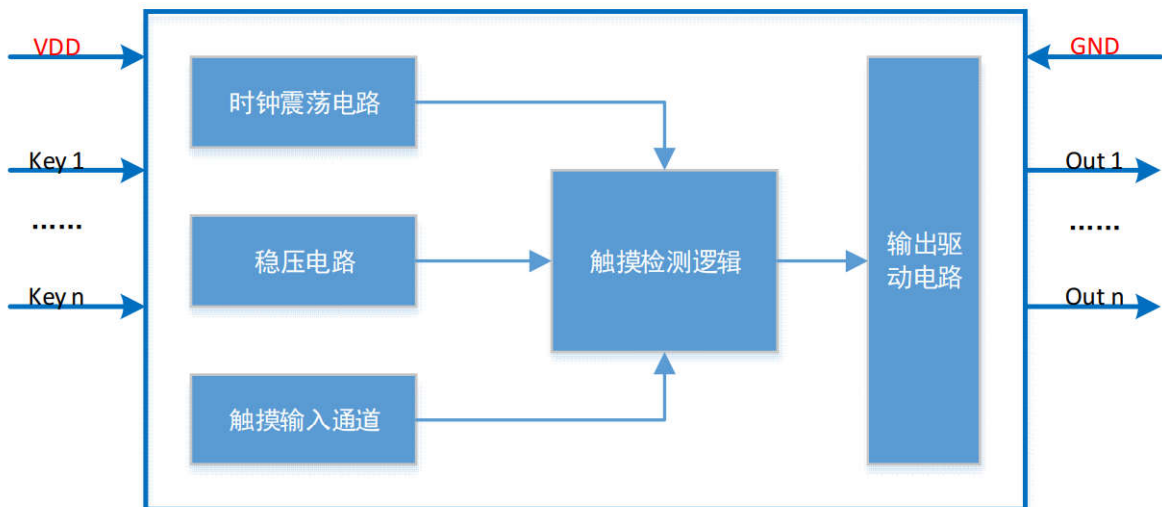 VDD
GND
时钟震荡电路
Key 1
Out 1
……
……
稳压电路
触摸检测逻辑
输出驱
动电路
Key n
Out n
触摸输入通道